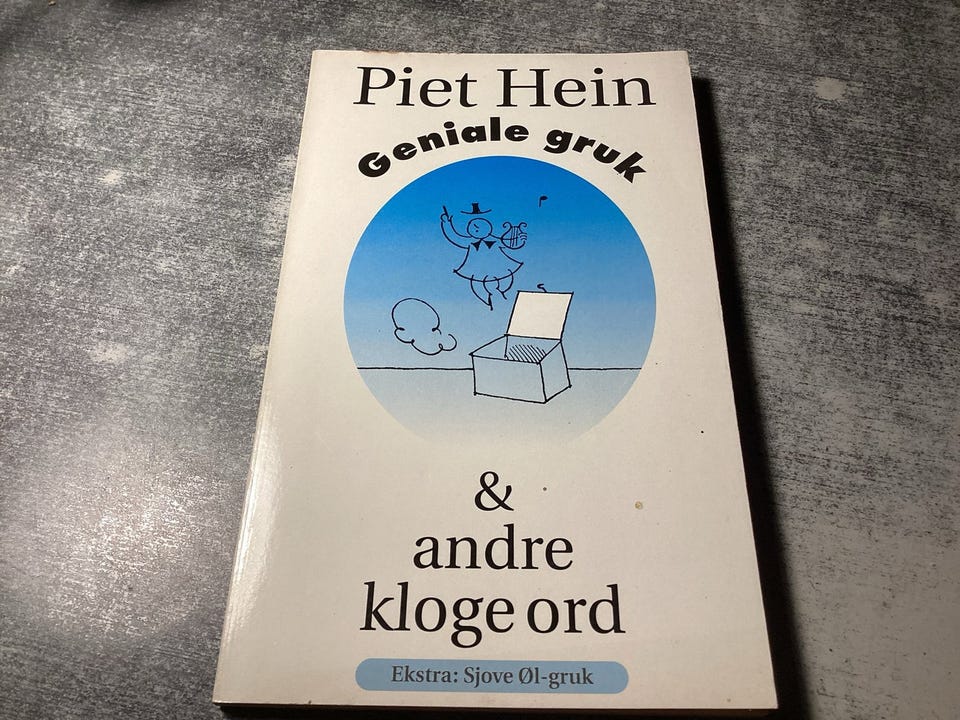 Piet Hein
Geniale gruk
&
andre
kloge ord
Ekstra: Sjove Øl-gruk